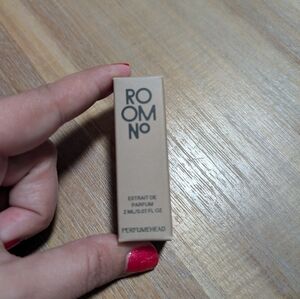 RO
OM
No
EXTRAIT DE
PARFUM
2 ML/0.07 FL OZ
PERFUMEHEAD